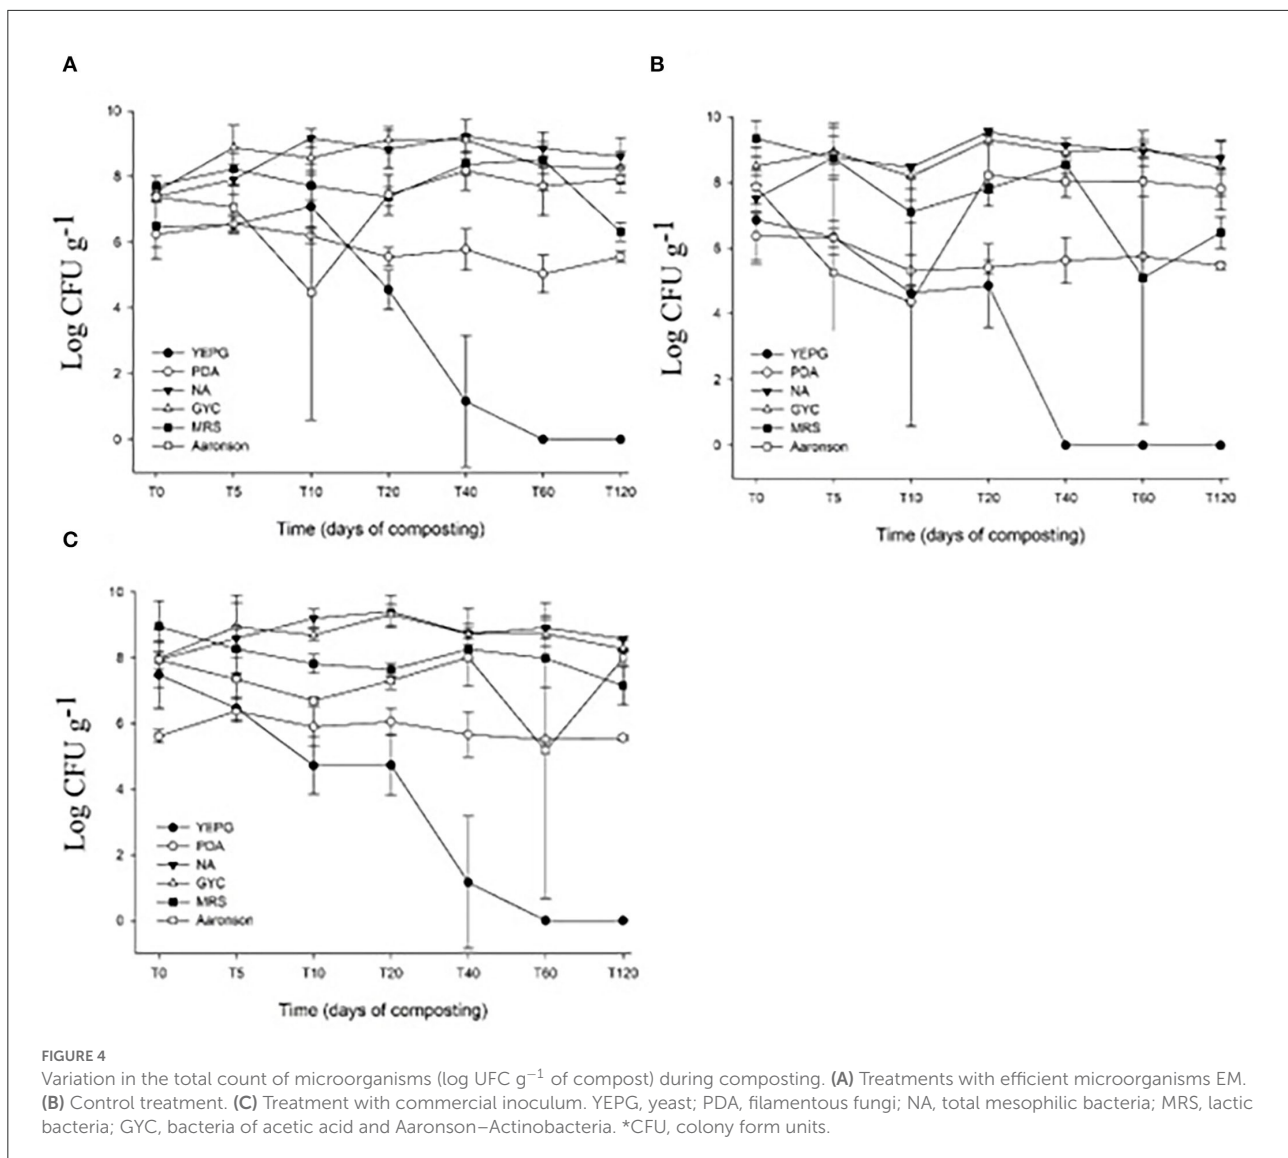 A
10
8
6
4
2
0
Log CFU g-1
YEPG
PDA
NA
GYC
MRS
Aaronson
T0 T5 T10 T20 T40 T60 T120
Time (days of composting)
B
10
8
6
4
2
0
Log CFU g-1
YEPG
PDA
NA
GYC
MRS
Aaronson
T0 T5 T10 T20 T40 T60 T120
Time (days of composting)
C
10
8
6
4
2
0
Log CFU g-1
YEPG
PDA
NA
GYC
MRS
Aaronson
T0 T5 T10 T20 T40 T60 T120
Time (days of composting)
FIGURE 4
Variation in the total count of microorganisms (log UFC g−1 of compost) during composting. (A) Treatments with efficient microorganisms EM.
(B) Control treatment. (C) Treatment with commercial inoculum. YEPG, yeast; PDA, filamentous fungi; NA, total mesophilic bacteria; MRS, lactic
bacteria; GYC, bacteria of acetic acid and Aaronson–Actinobacteria. *CFU, colony form units.